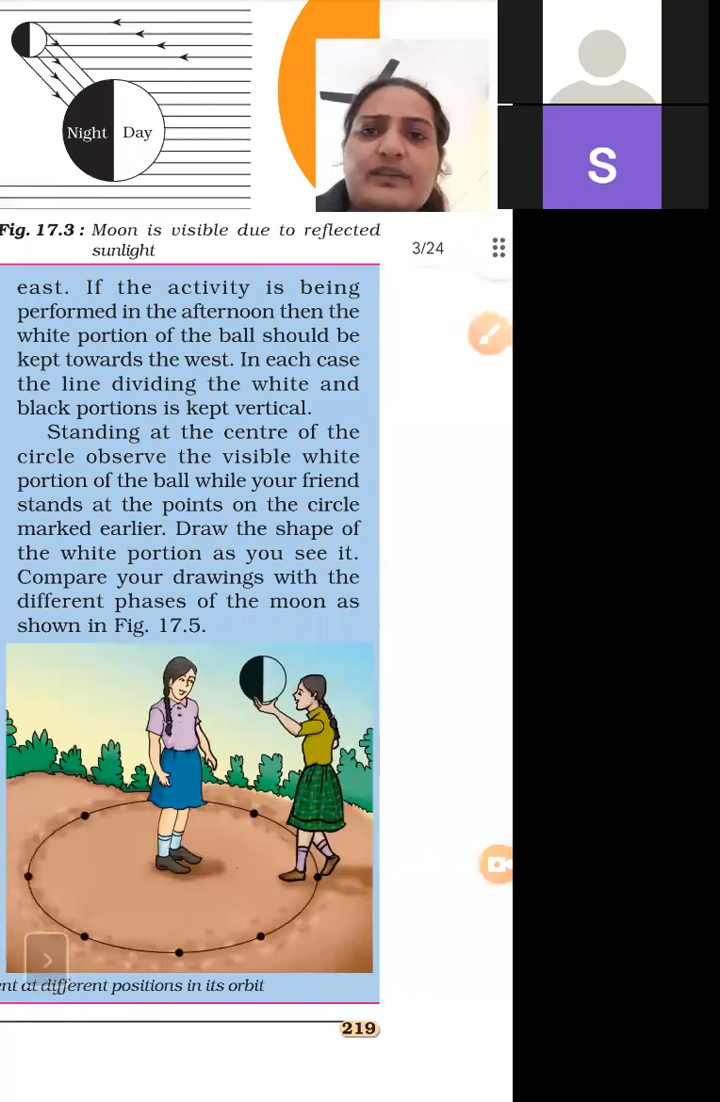 Night Day
Fig. 17.3 : Moon is visible due to reflected
sunlight
S
3/24
east. If the activity is being
performed in the afternoon then the
white portion of the ball should be
kept towards the west. In each case
the line dividing the white and
black portions is kept vertical.
Standing at the centre of the
circle observe the visible white
portion of the ball while your friend
stands at the points on the circle
marked earlier. Draw the shape of
the white portion as you see it.
Compare your drawings with the
different phases of the moon as
shown in Fig. 17.5.
nt at different positions in its orbit
219